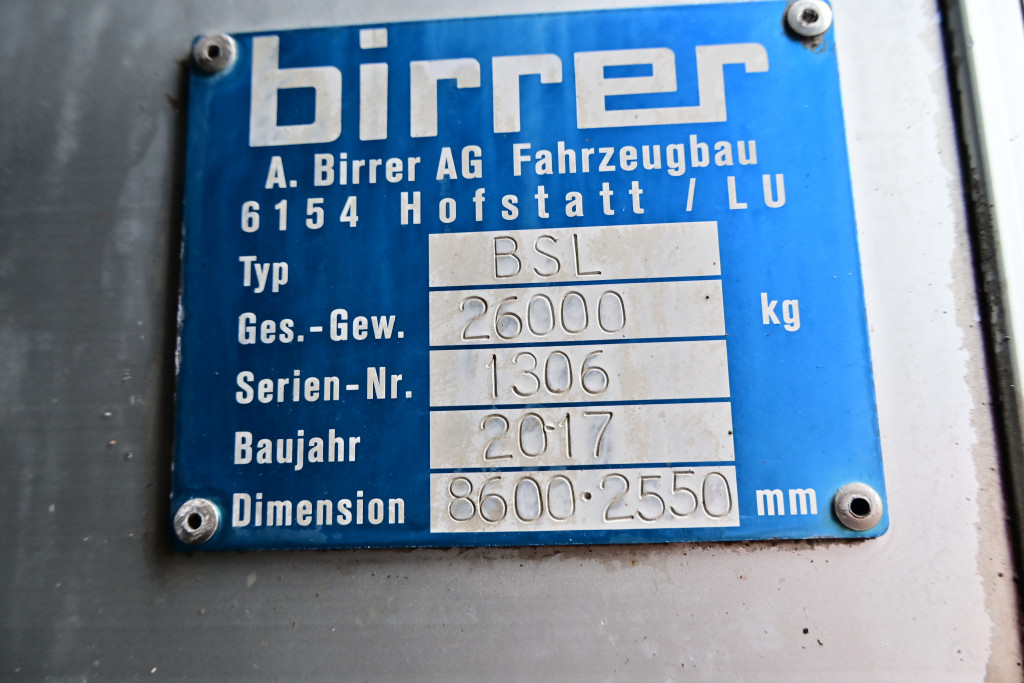 birrer
A. Birrer AG Fahrzeugbau
6154 Hofstatt / LU
Typ BSL
Ges.-Gew. 26000 kg
Serien-Nr. 1306
Baujahr 2017
Dimension 8600·2550 mm